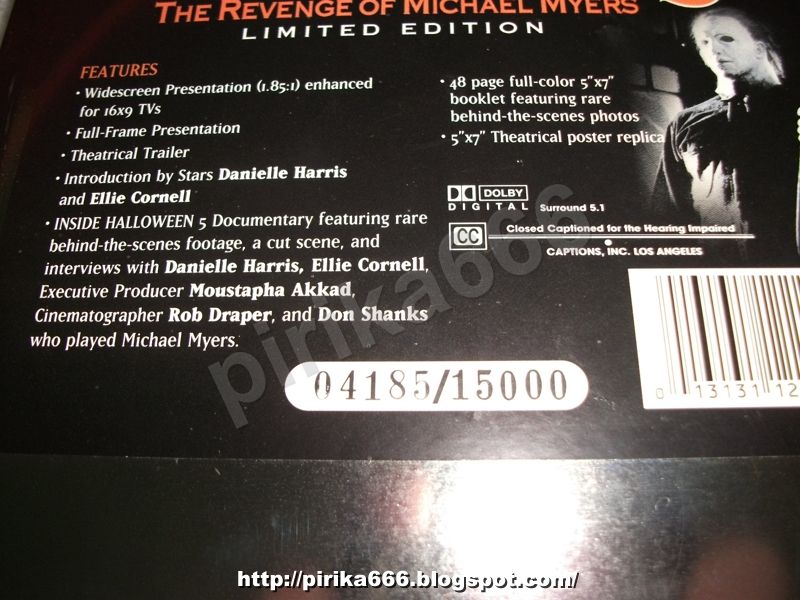 THE REVENGE OF MICHAEL MYERS
LIMITED EDITION
FEATURES
• Widescreen Presentation (1.85:1) enhanced
for 16x9 TVs
• Full-Frame Presentation
• Theatrical Trailer
• Introduction by Stars Danielle Harris
and Ellie Cornell
• INSIDE HALLOWEEN 5 Documentary featuring rare
behind-the-scenes footage, a cut scene, and
interviews with Danielle Harris, Ellie Cornell,
Executive Producer Moustapha Akkad,
Cinematographer Rob Draper, and Don Shanks
who played Michael Myers.
• 48 page full-color 5"x7"
booklet featuring rare
behind-the-scenes photos
• 5"x7" Theatrical poster replica
DOLBY
DIGITAL Surround 5.1
CC Closed Captioned for the Hearing Impaired
CAPTIONS, INC. LOS ANGELES
04185/15000
0 13131 12
pirika666
http://pirika666.blogspot.com/